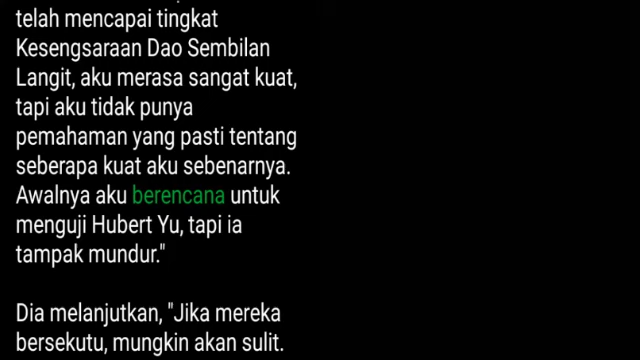 telah mencapai tingkat
Kesengsaraan Dao Sembilan
Langit, aku merasa sangat kuat,
tapi aku tidak punya
pemahaman yang pasti tentang
seberapa kuat aku sebenarnya.
Awalnya aku berencana untuk
menguji Hubert Yu, tapi ia
tampak mundur."
Dia melanjutkan, "Jika mereka
bersekutu, mungkin akan sulit.